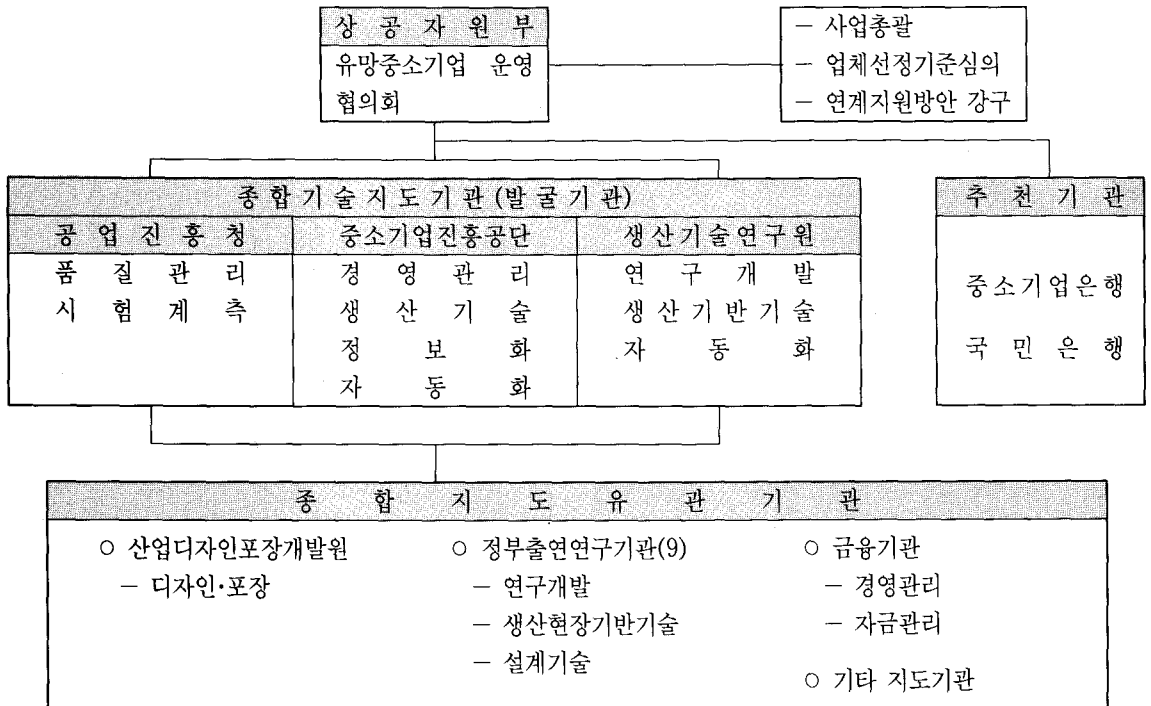 상 공 자 원 부
유망중소기업 운영
협의회
― 사업총괄
― 업체선정기준심의
― 연계지원방안 강구
종 합 기 술 지 도 기 관 (발 굴 기 관)
공 업 진 흥 청
품 질 관 리
시 험 계 측
중소기업진흥공단
경 영 관 리
생 산 기 술
정 보 화
자 동 화
생 산 기 술 연 구 원
연 구 개 발
생 산 기 반 기 술
자 동 화
추 천 기 관
중 소 기 업 은 행
국 민 은 행
종 합 지 도 유 관 기 관
○ 산업디자인포장개발원
― 디자인·포장
○ 정부출연연구기관(9)
― 연구개발
― 생산현장기반기술
― 설계기술
○ 금융기관
― 경영관리
― 자금관리
○ 기타 지도기관